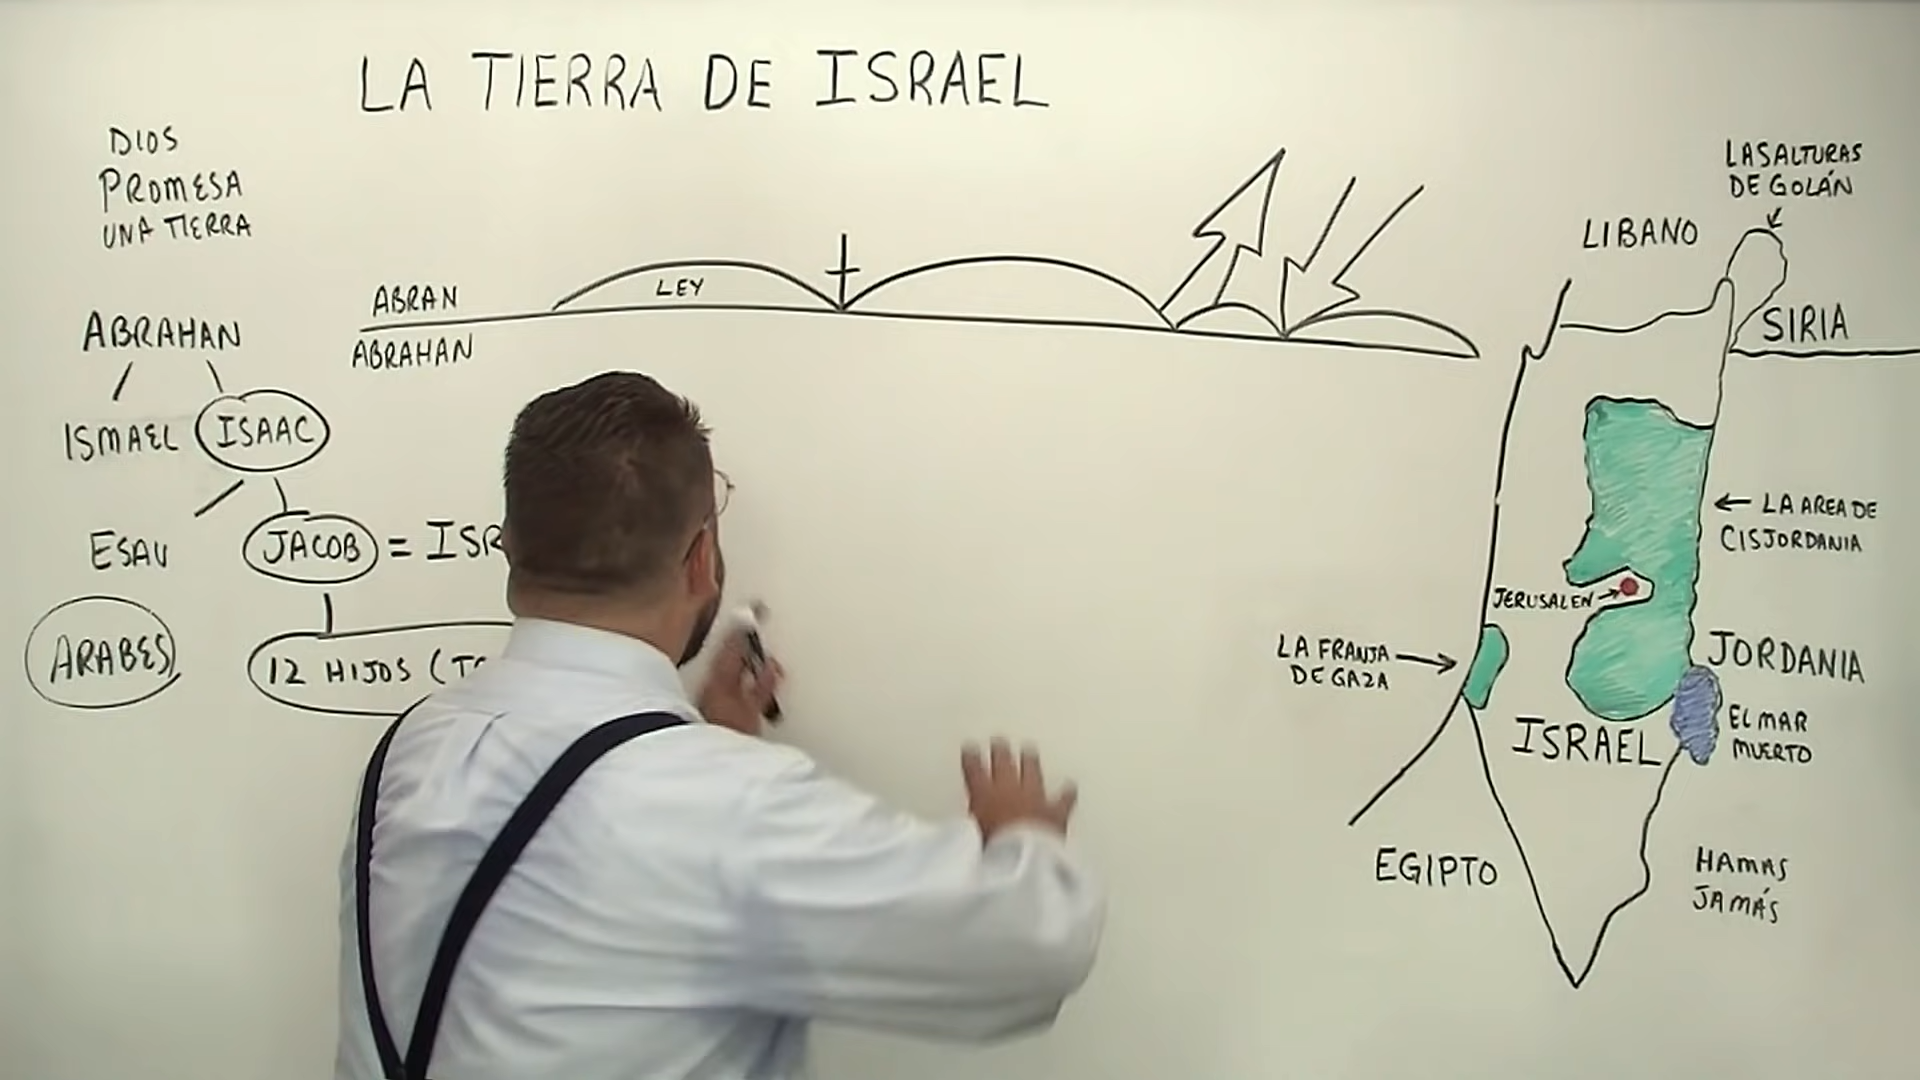 LA TIERRA DE ISRAEL
DIOS
PROMESA
UNA TIERRA
ABRAHAN
ISMAEL ISAAC
ESAU JACOB =
ARABES
12 HIJOS
ABRAN
ABRAHAN
LEY
LAS ALTURAS
DE GOLÁN
LIBANO
SIRIA
← LA AREA DE
CISJORDANIA
JERUSALEN →
LA FRANJA →
DE GAZA
JORDANIA
EL MAR
MUERTO
ISRAEL
EGIPTO
HAMAS
JAMÁS